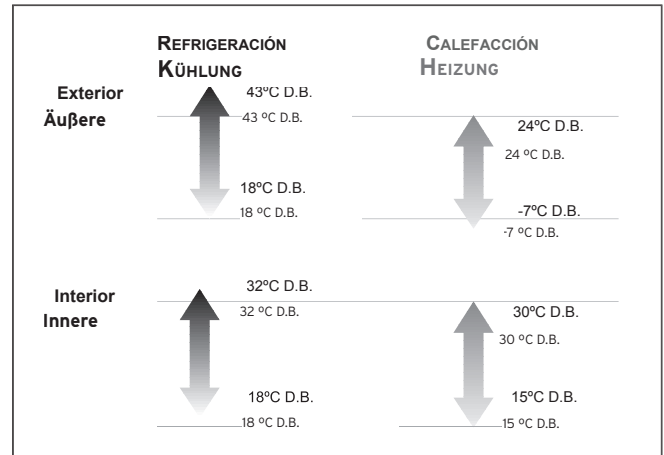 REFRIGERACIÓN
KÜHLUNG
CALEFACCIÓN
HEIZUNG
Exterior
Äußere
43ºC D.B.
43 ºC D.B.
18ºC D.B.
18 ºC D.B.
24ºC D.B.
24 ºC D.B.
-7ºC D.B.
-7 ºC D.B.
Interior
Innere
32ºC D.B.
32 ºC D.B.
18ºC D.B.
18 ºC D.B.
30ºC D.B.
30 ºC D.B.
15ºC D.B.
15 ºC D.B.